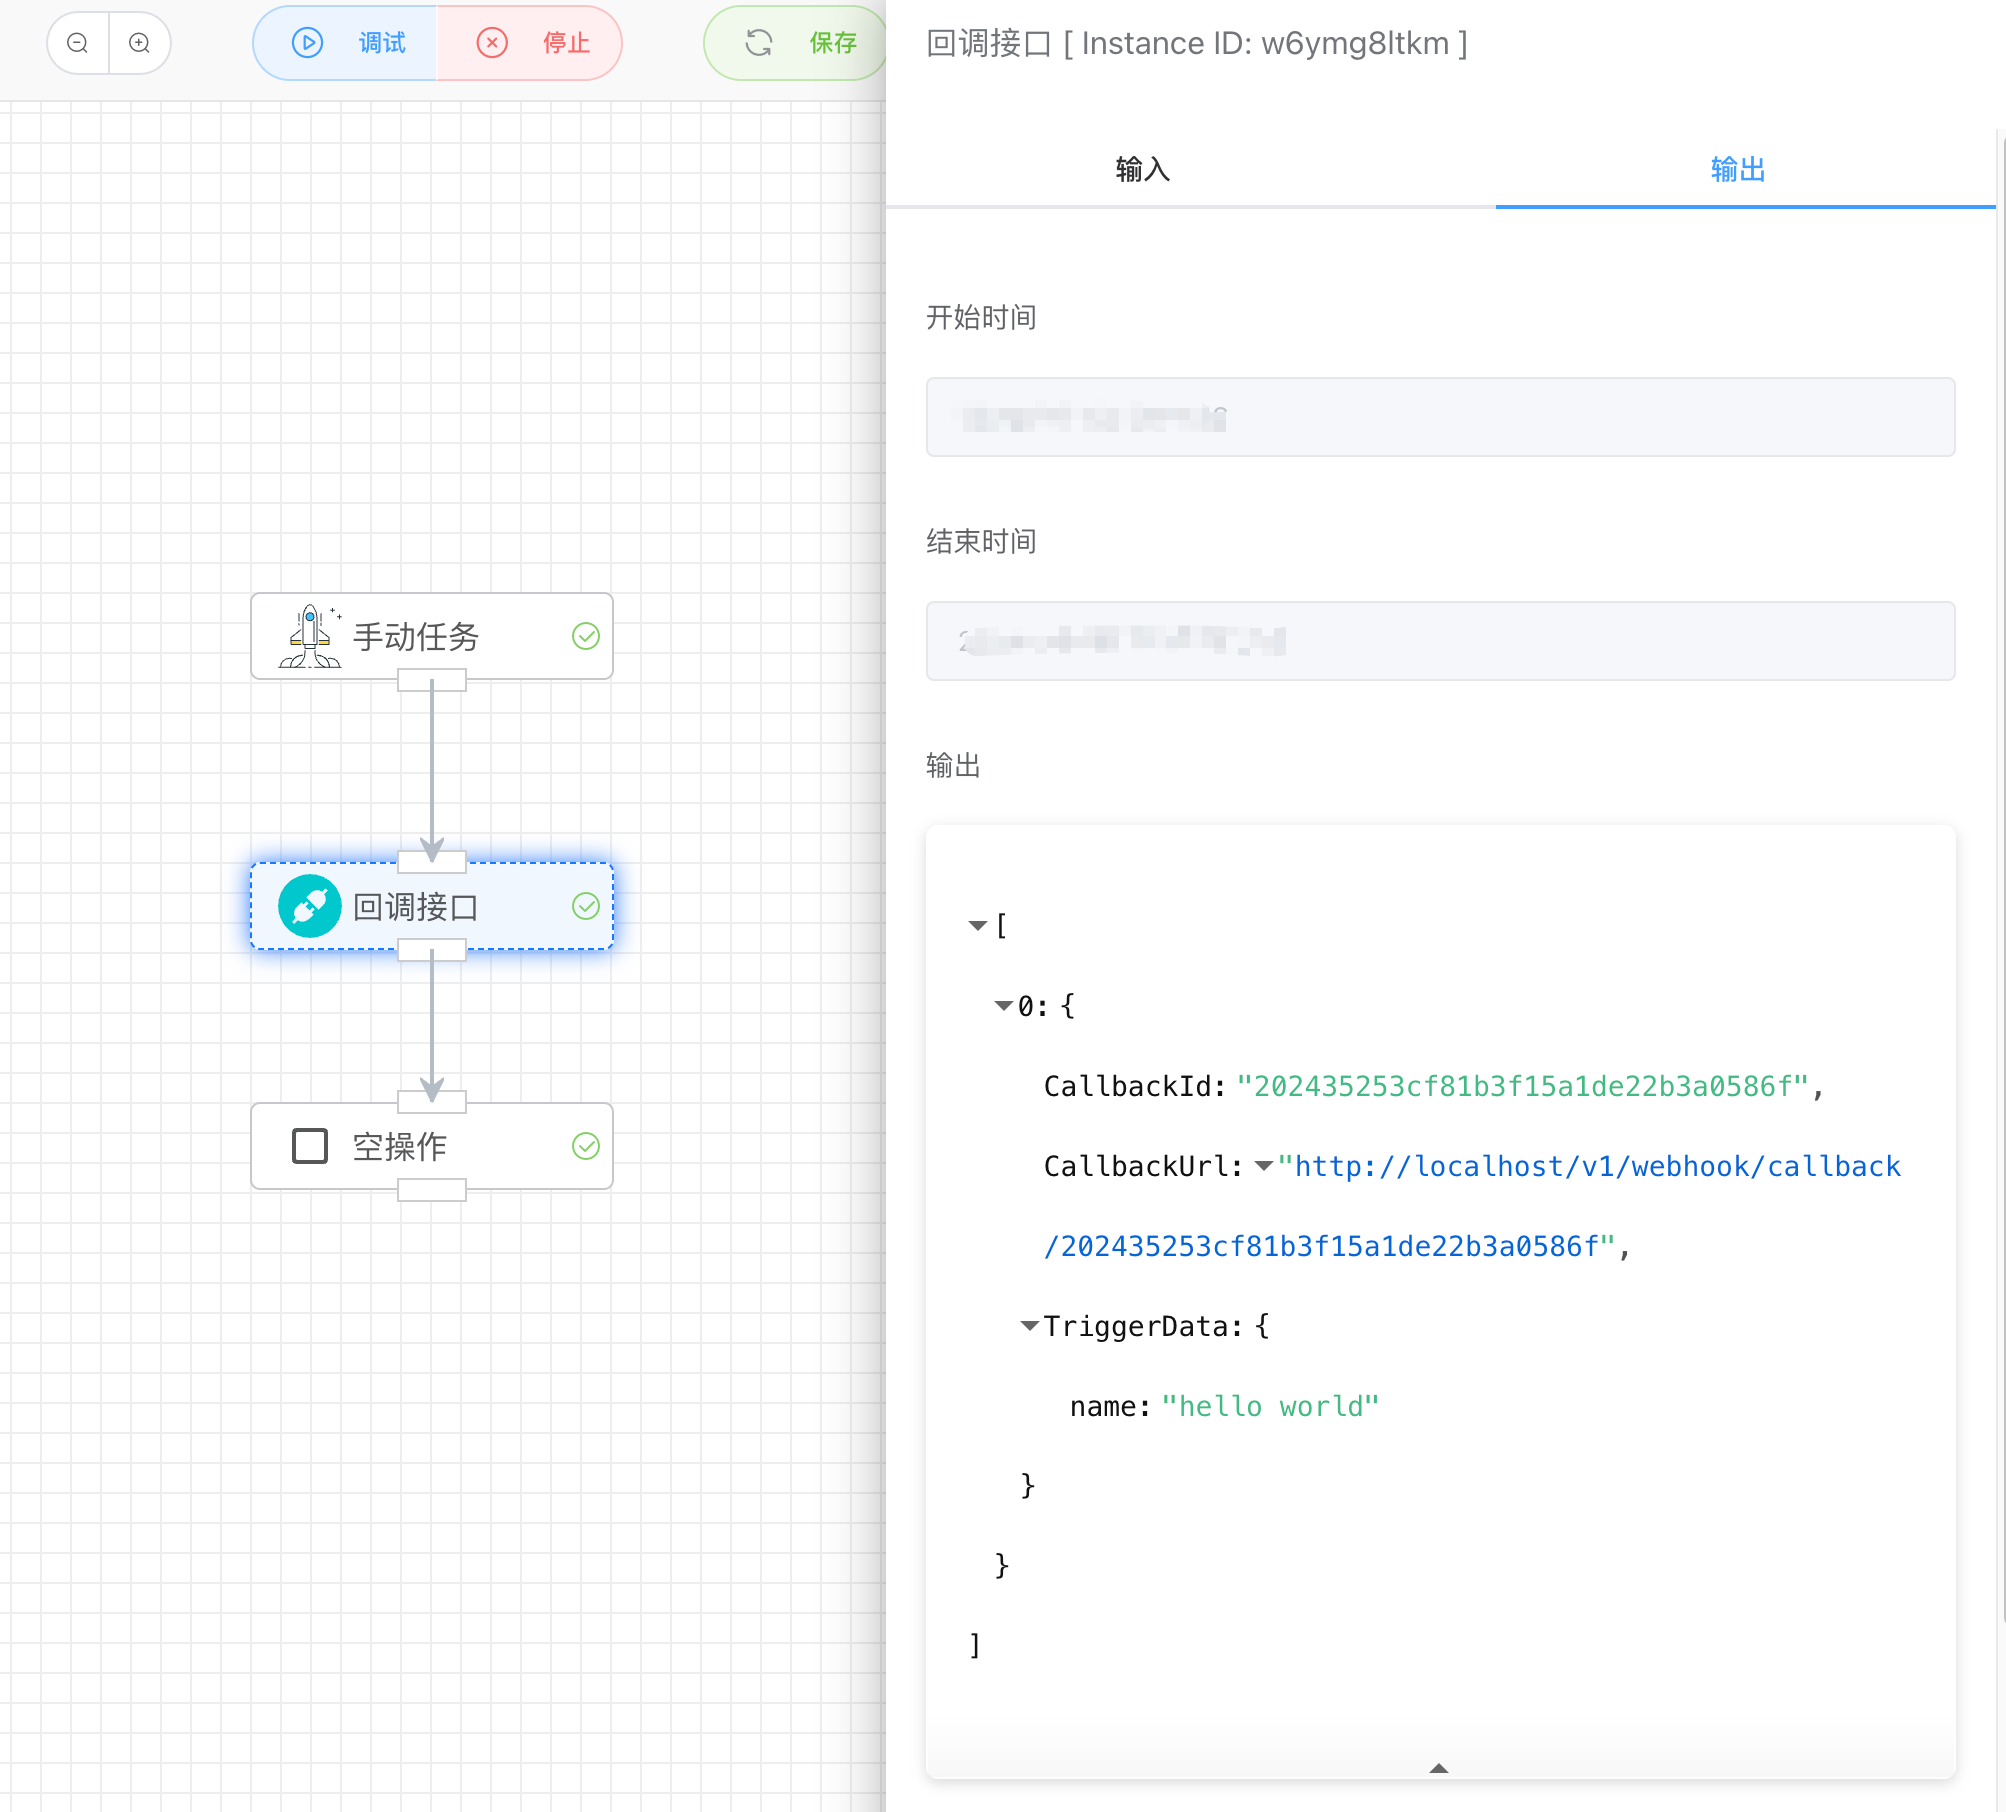 调试
停止
保存
手动任务
回调接口
空操作
回调接口 [ Instance ID: w6ymg8ltkm ]
输入
输出
开始时间
结束时间
输出
[
0: {
CallbackId: "202435253cf81b3f15a1de22b3a0586f",
CallbackUrl: "http://localhost/v1/webhook/callback
/202435253cf81b3f15a1de22b3a0586f",
TriggerData: {
name: "hello world"
}
}
]